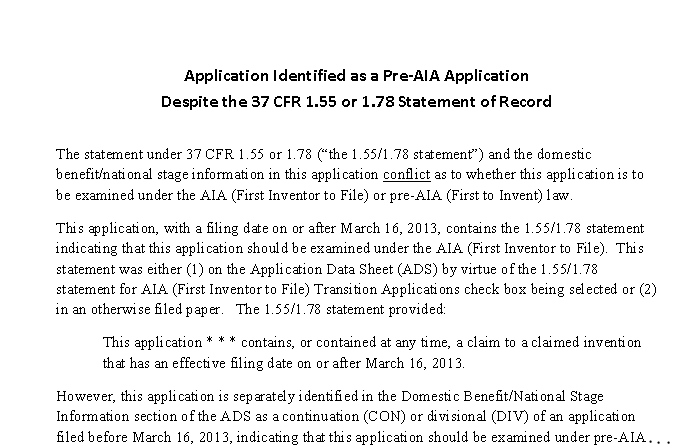 Application Identified as a Pre-AIA Application
Despite the 37 CFR 1.55 or 1.78 Statement of Record
The statement under 37 CFR 1.55 or 1.78 (“the 1.55/1.78 statement”) and the domestic
benefit/national stage information in this application conflict as to whether this application is to
be examined under the AIA (First Inventor to File) or pre-AIA (First to Invent) law.
This application, with a filing date on or after March 16, 2013, contains the 1.55/1.78 statement
indicating that this application should be examined under the AIA (First Inventor to File). This
statement was either (1) on the Application Data Sheet (ADS) by virtue of the 1.55/1.78
statement for AIA (First Inventor to File) Transition Applications check box being selected or (2)
in an otherwise filed paper. The 1.55/1.78 statement provided:
This application * * * contains, or contained at any time, a claim to a claimed invention
that has an effective filing date on or after March 16, 2013.
However, this application is separately identified in the Domestic Benefit/National Stage
Information section of the ADS as a continuation (CON) or divisional (DIV) of an application
filed before March 16, 2013, indicating that this application should be examined under pre-AIA...